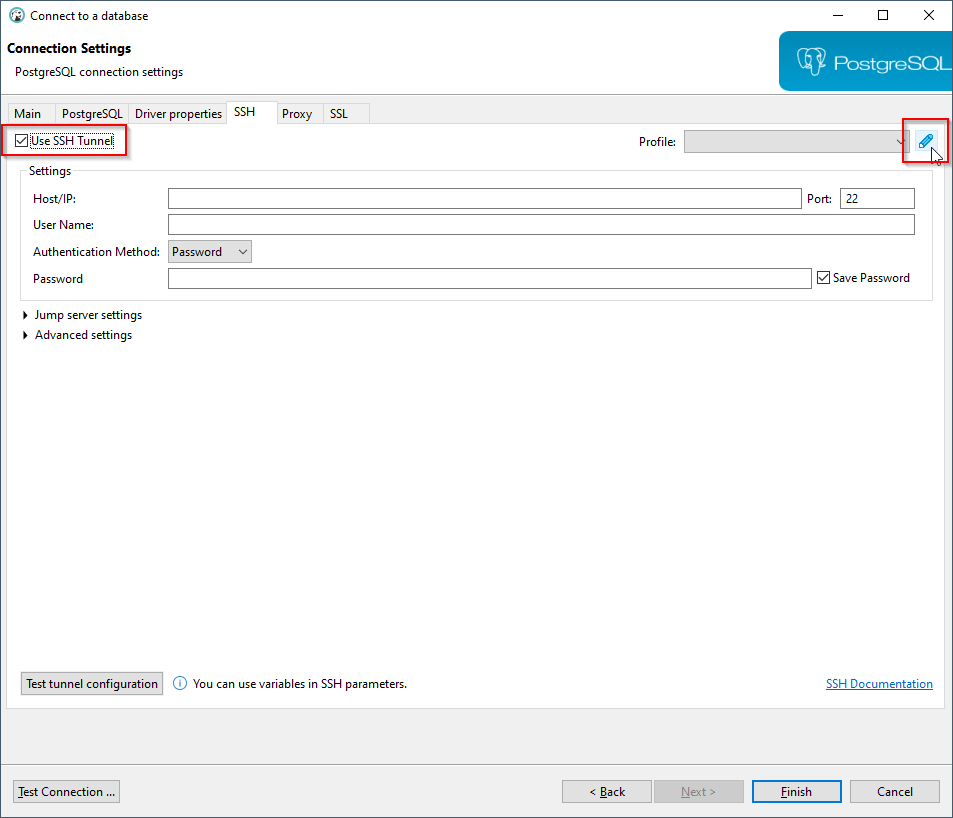 Connect to a database
Connection Settings
PostgreSQL connection settings
PostgreSQL
Main PostgreSQL Driver properties SSH Proxy SSL
Use SSH Tunnel Profile:
Settings
Host/IP: Port: 22
User Name:
Authentication Method: Password
Password Save Password
Jump server settings
Advanced settings
Test tunnel configuration You can use variables in SSH parameters. SSH Documentation
Test Connection ... < Back Next > Finish Cancel